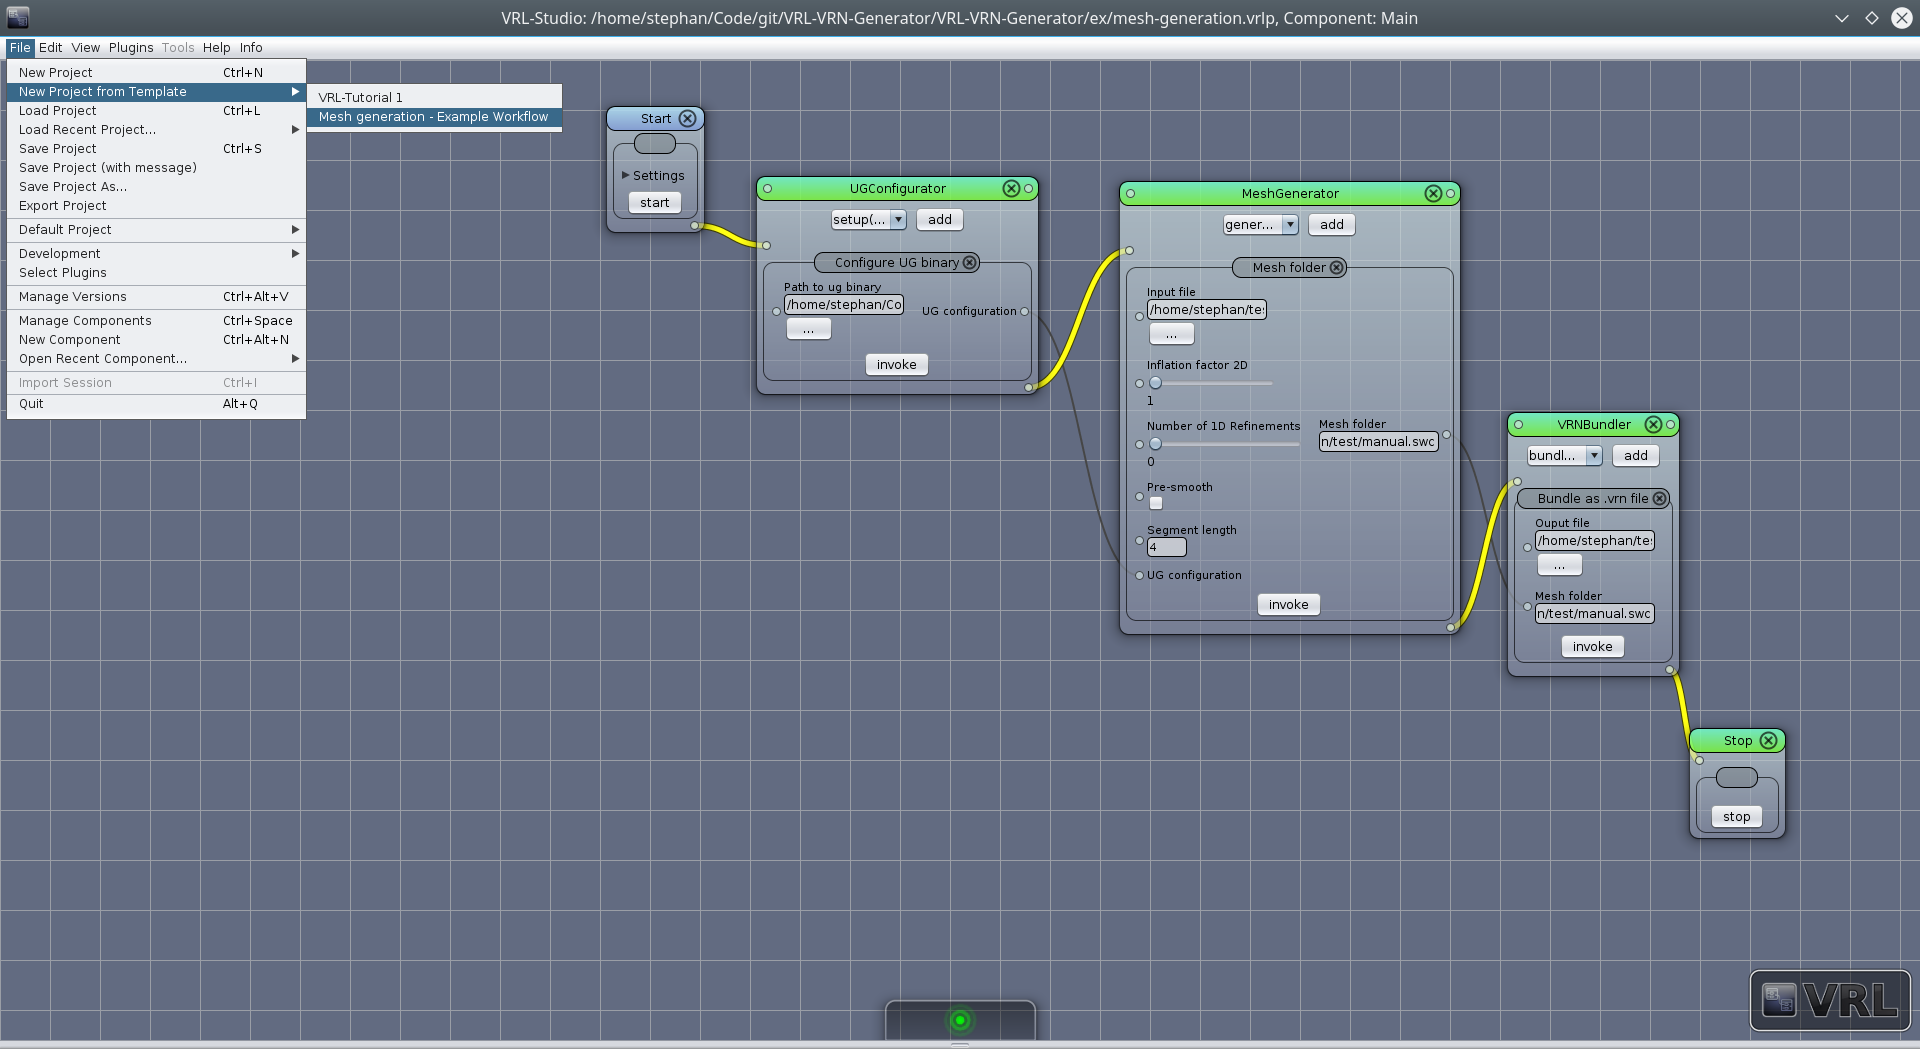 VRL-Studio: /home/stephan/Code/git/VRL-VRN-Generator/VRL-VRN-Generator/ex/mesh-generation.vrlp, Component: Main
File Edit View Plugins Tools Help Info
New Project Ctrl+N
New Project from Template
Load Project Ctrl+L
Load Recent Project...
Save Project Ctrl+S
Save Project (with message)
Save Project As...
Export Project
Default Project
Development
Select Plugins
Manage Versions Ctrl+Alt+V
Manage Components Ctrl+Space
New Component Ctrl+Alt+N
Open Recent Component...
Import Session Ctrl+I
Quit Alt+Q
VRL-Tutorial 1
Mesh generation - Example Workflow
Start
Settings
start
UGConfigurator
setup(... add
Configure UG binary
Path to ug binary
/home/stephan/Co
UG configuration
...
invoke
MeshGenerator
gener... add
Mesh folder
Input file
/home/stephan/tes
...
Inflation factor 2D
1
Number of 1D Refinements
0
Mesh folder
n/test/manual.swc
Pre-smooth
Segment length
4
UG configuration
invoke
VRNBundler
bundl... add
Bundle as .vrn file
Ouput file
/home/stephan/tes
...
Mesh folder
n/test/manual.swc
invoke
Stop
stop
VRL